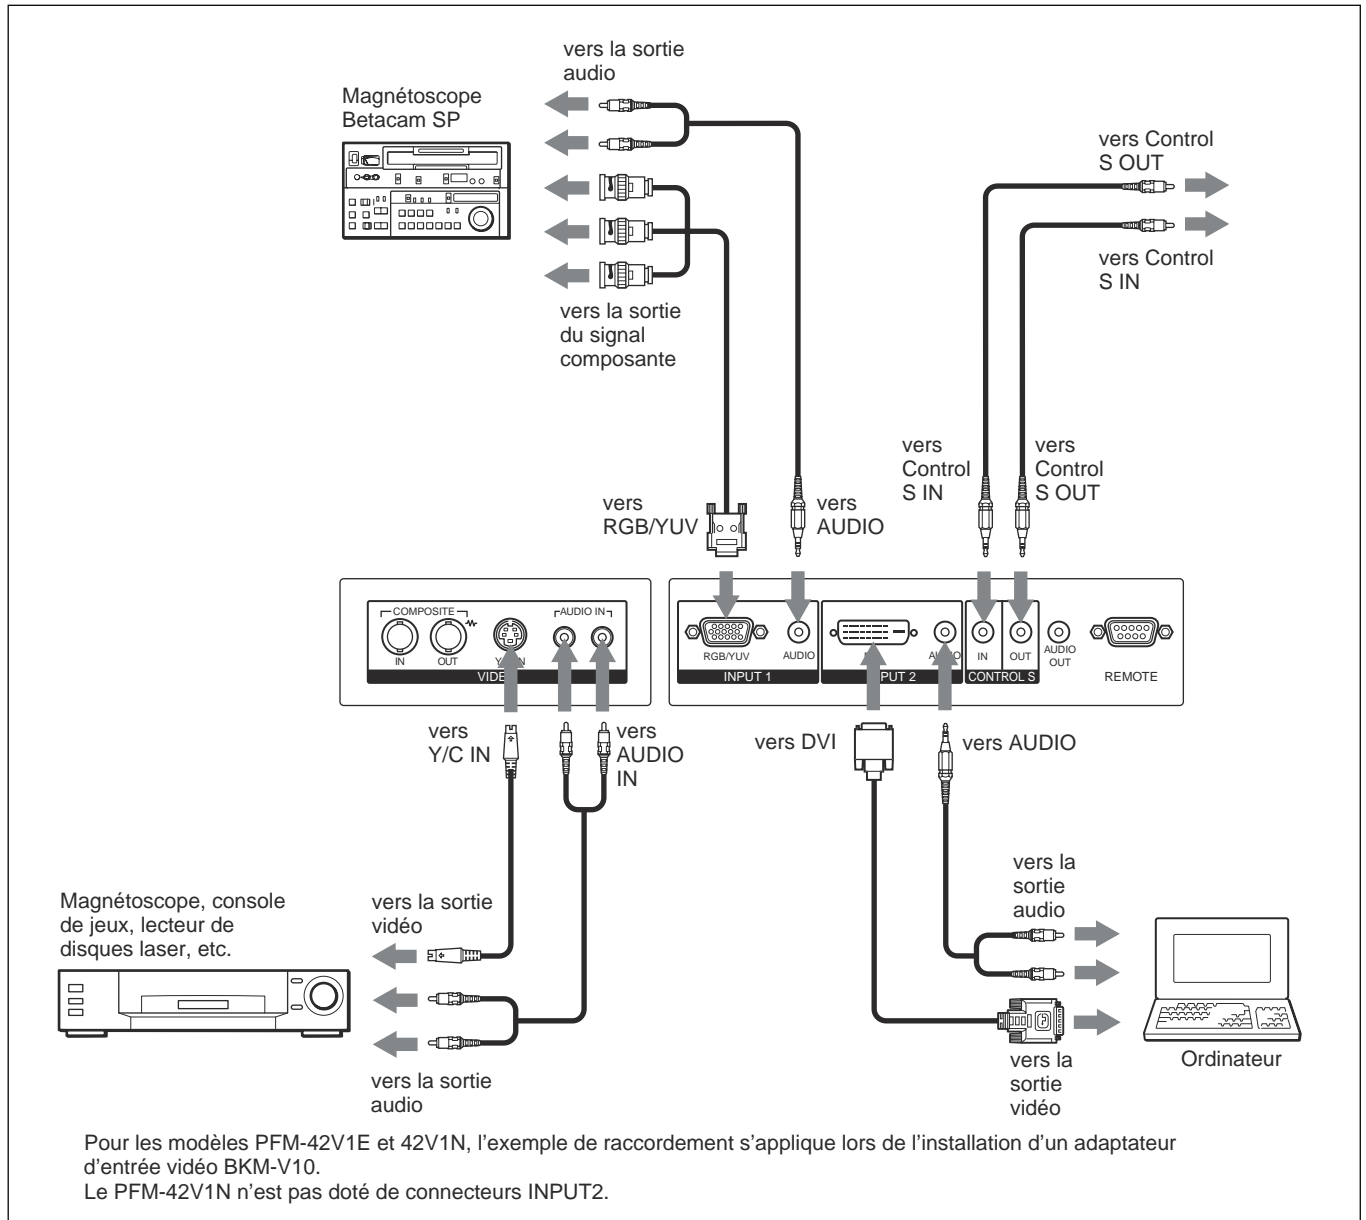 vers la sortie
audio
Magnétoscope
Betacam SP
vers Control
S OUT
vers Control
S IN
vers la sortie
du signal
composante
vers
RGB/YUV
vers
AUDIO
vers
Control
S IN
vers
Control
S OUT
COMPOSITE
AUDIO IN
IN
OUT
RGB/YUV
AUDIO
IN
OUT
AUDIO
OUT
INPUT 1
CONTROL S
REMOTE
vers
Y/C IN
vers
AUDIO
IN
vers DVI
vers AUDIO
Magnétoscope, console
de jeux, lecteur de
disques laser, etc.
vers la sortie
vidéo
vers la sortie
audio
vers la
sortie
audio
vers la
sortie
vidéo
Ordinateur
Pour les modèles PFM-42V1E et 42V1N, l’exemple de raccordement s’applique lors de l’installation d’un adaptateur
d’entrée vidéo BKM-V10.
Le PFM-42V1N n’est pas doté de connecteurs INPUT2.